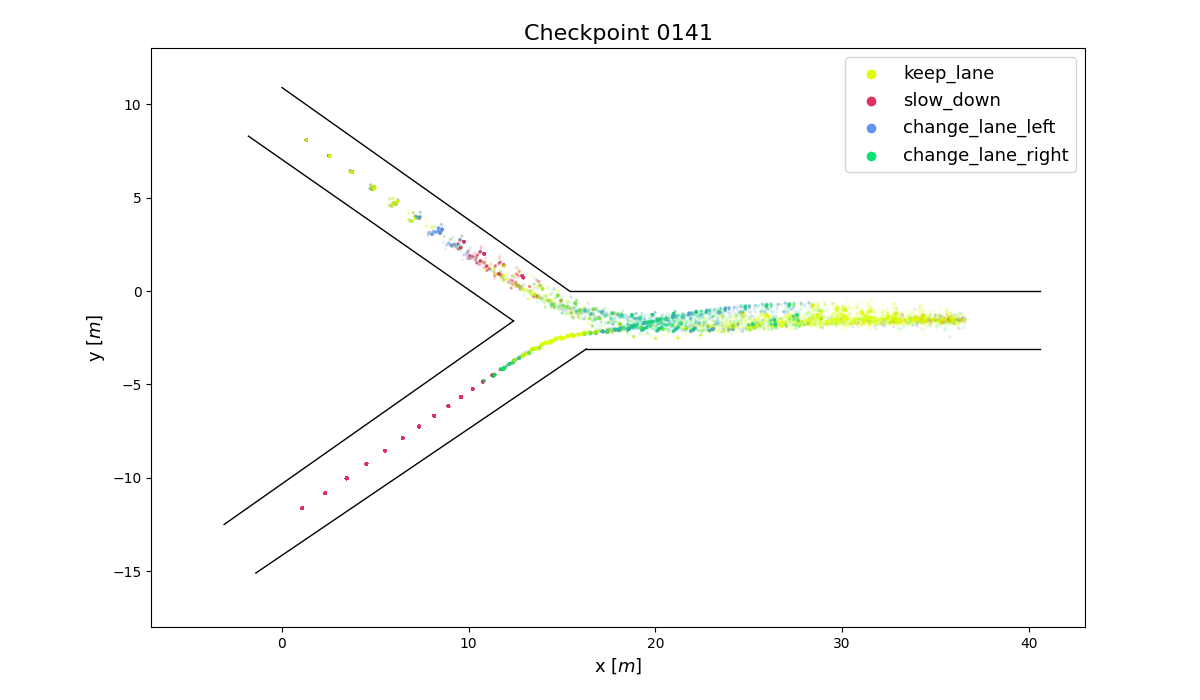 Checkpoint 0141
keep_lane
slow_down
change_lane_left
change_lane_right
10
5
0
−5
−10
−15
y [m]
0
10
20
30
40
x [m]